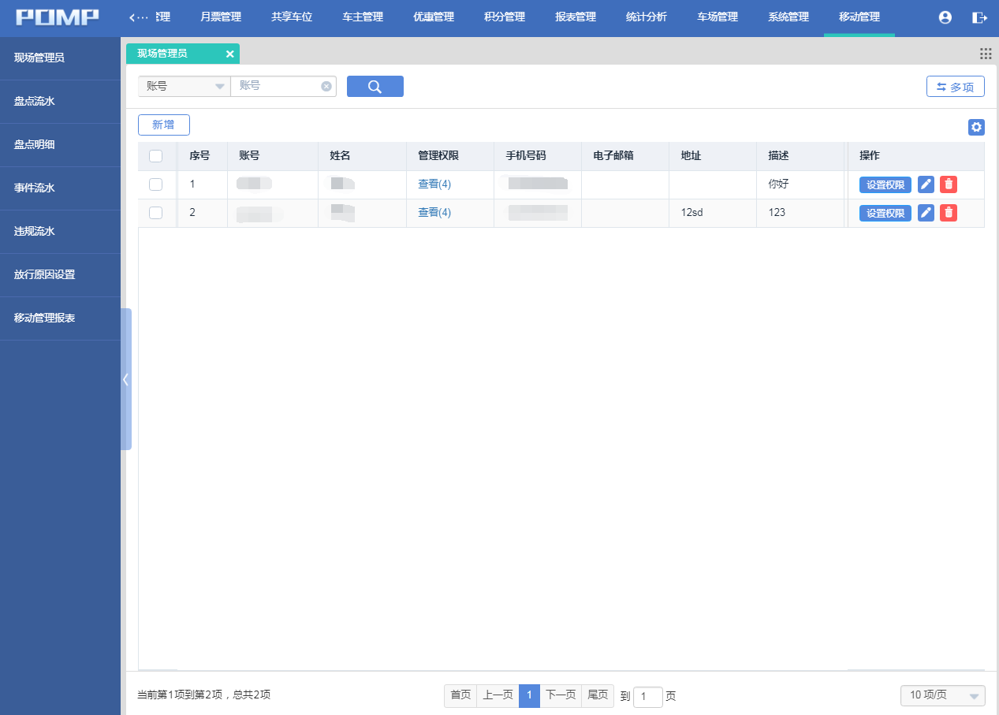 POMP ‹··· 管理 月票管理 共享车位 车主管理 优惠管理 积分管理 报表管理 统计分析 车场管理 系统管理 移动管理
现场管理员
盘点流水
盘点明细
事件流水
违规流水
放行原因设置
移动管理报表
现场管理员 ×
账号 账号 多项
新增
序号 账号 姓名 管理权限 手机号码 电子邮箱 地址 描述 操作
1 查看(4) 你好 设置权限
2 查看(4) 12sd 123 设置权限
当前第1项到第2项，总共2项 首页 上一页 1 下一页 尾页 到 1 页 10 项/页